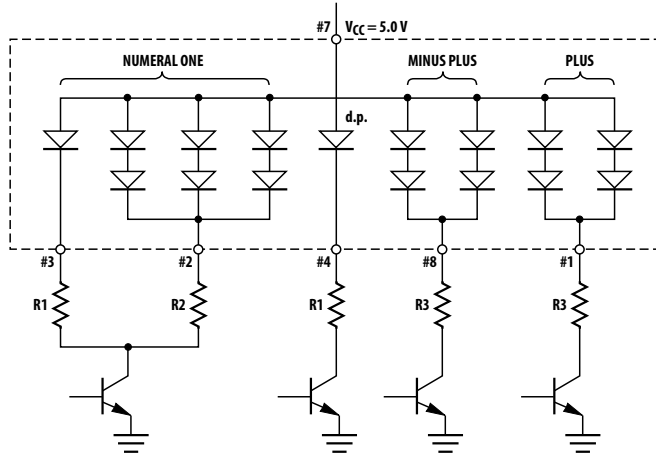 #7 V_CC = 5.0 V
NUMERAL ONE MINUS PLUS PLUS
d.p.
#3 #2 #4 #8 #1
R1 R2 R1 R3 R3